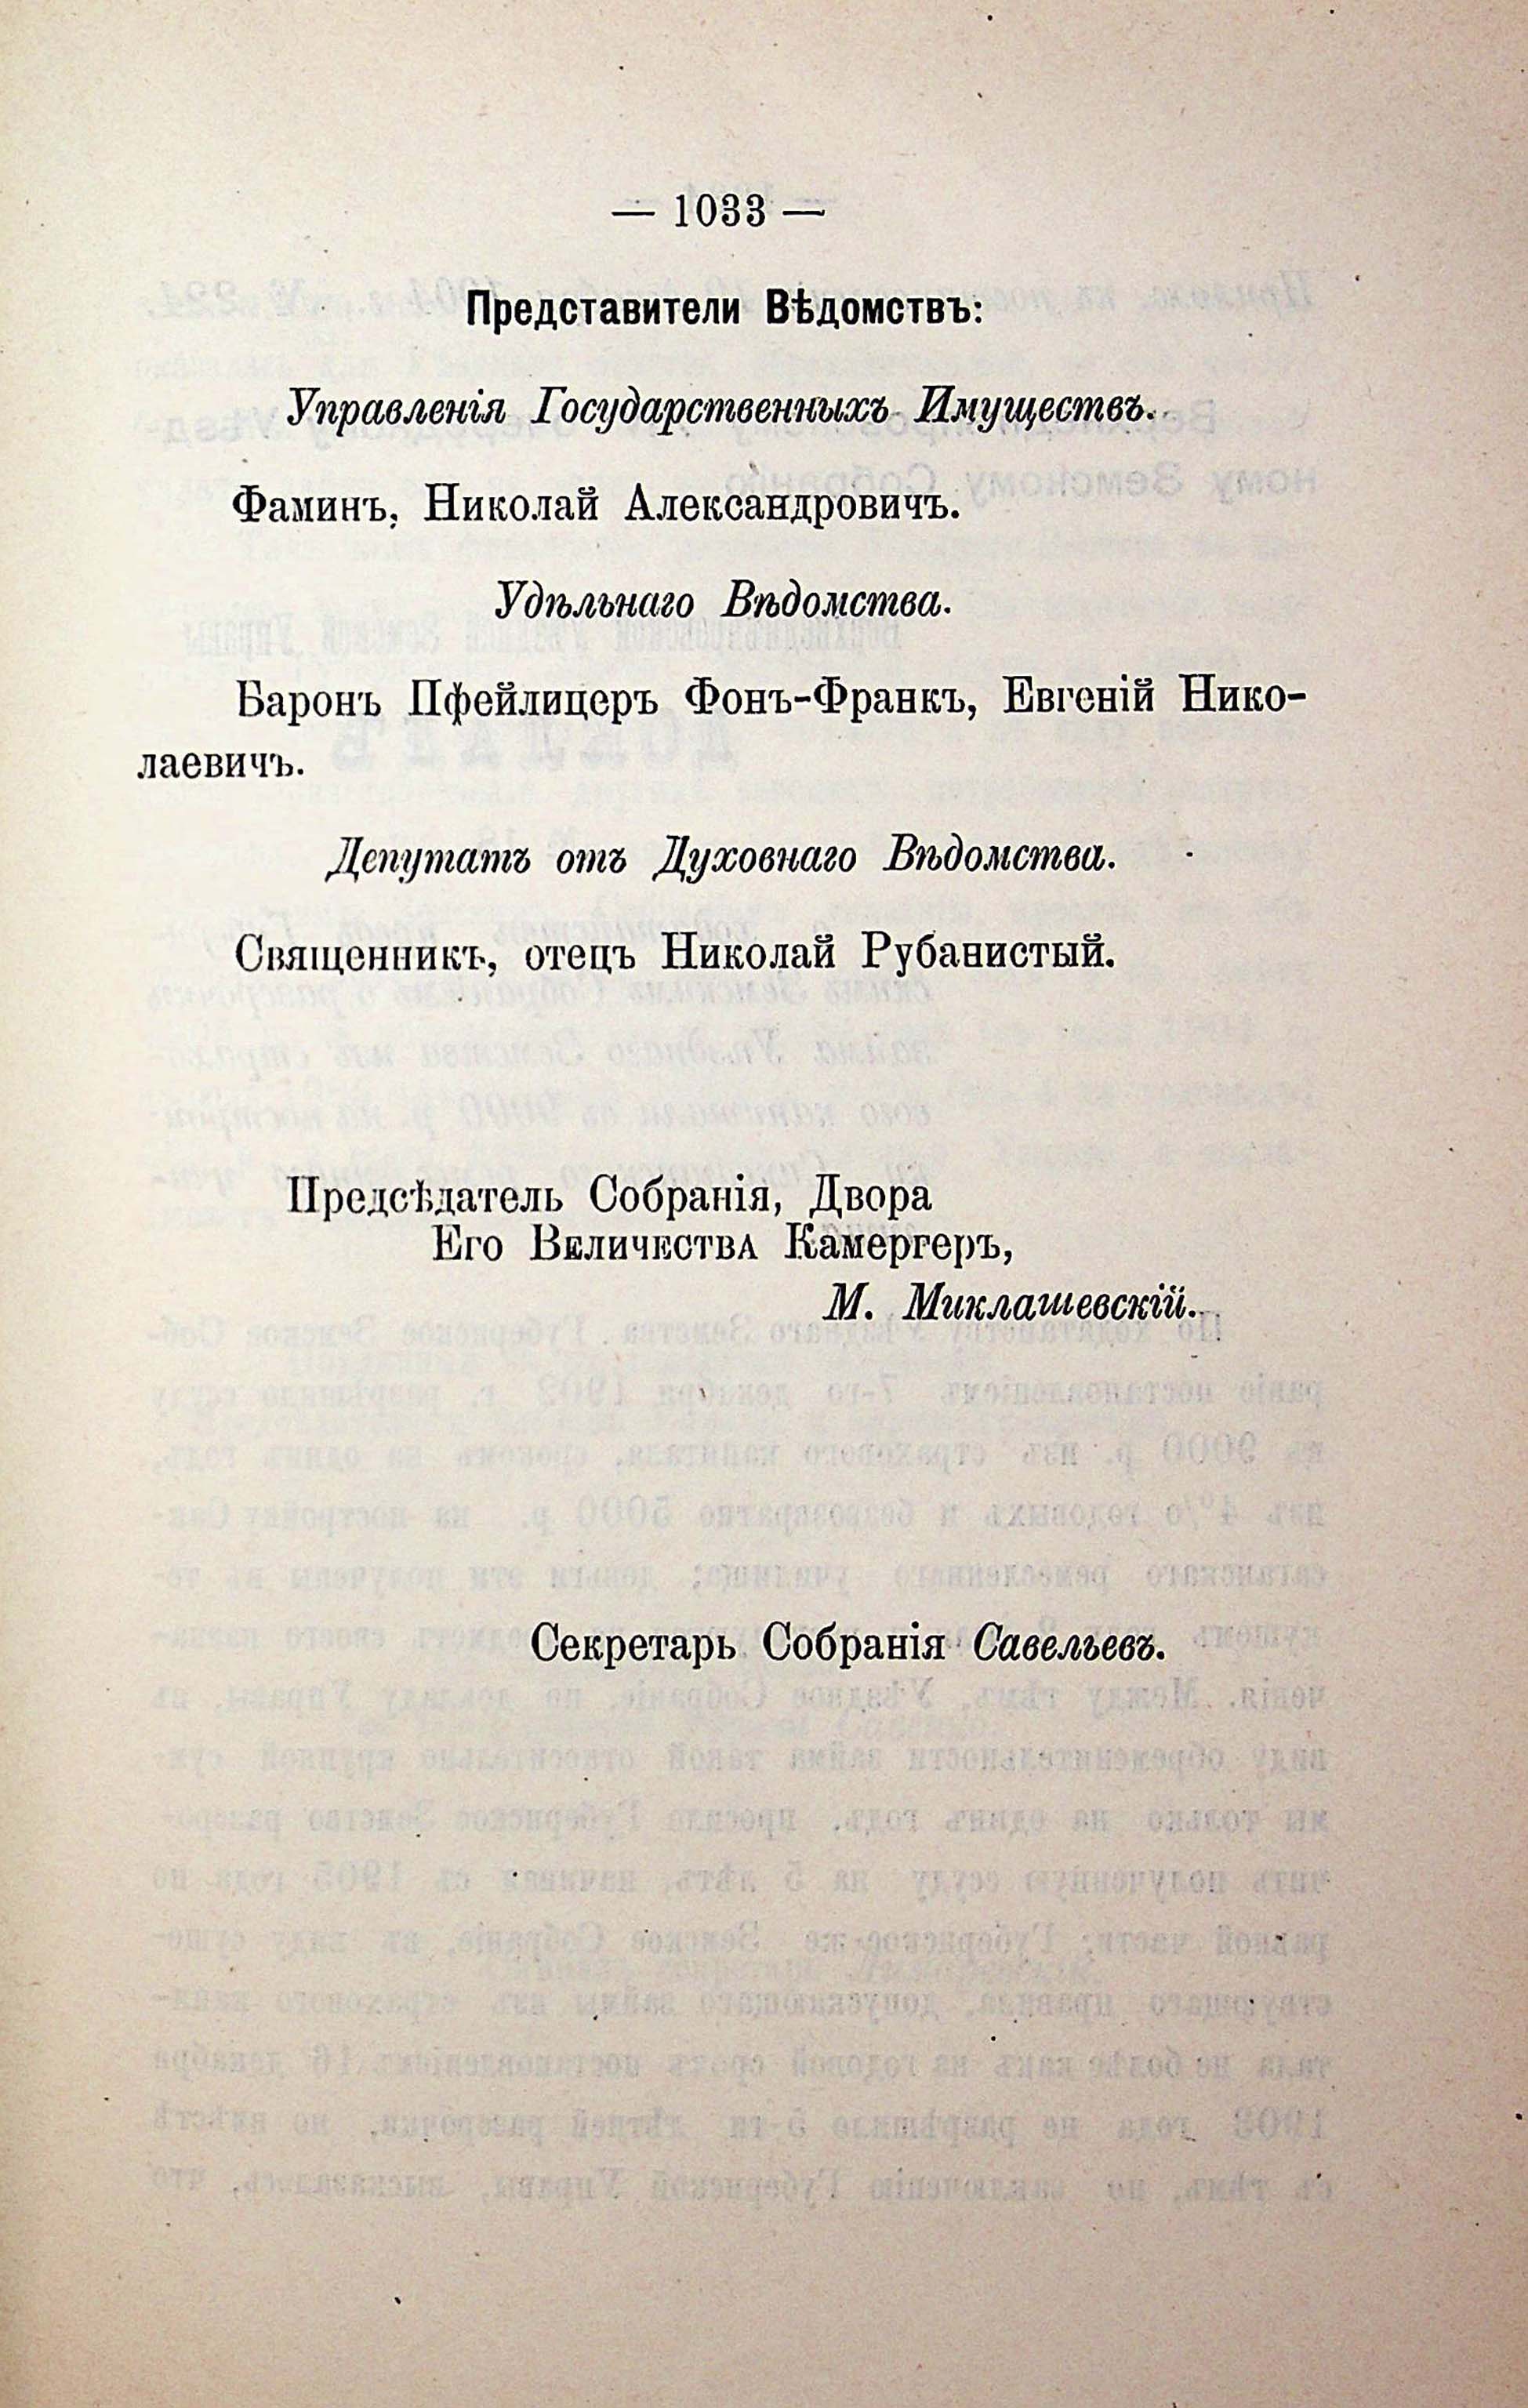 — 1033 —
Представители Вѣдомствъ:
Управленія Государственныхъ Имуществъ.
Фаминъ, Николай Александровичъ.
Удѣльнаго Вѣдомства.
Баронъ Пфейлицеръ Фонъ-Франкъ, Евгеній Нико-
лаевичъ.
Депутатъ отъ Духовнаго Вѣдомства.
Священникъ, отецъ Николай Рубанистый.
Предсѣдатель Собранія, Двора
Его Величества Камергеръ,
М. Миклашевскій.
Секретарь Собранія Савельевъ.